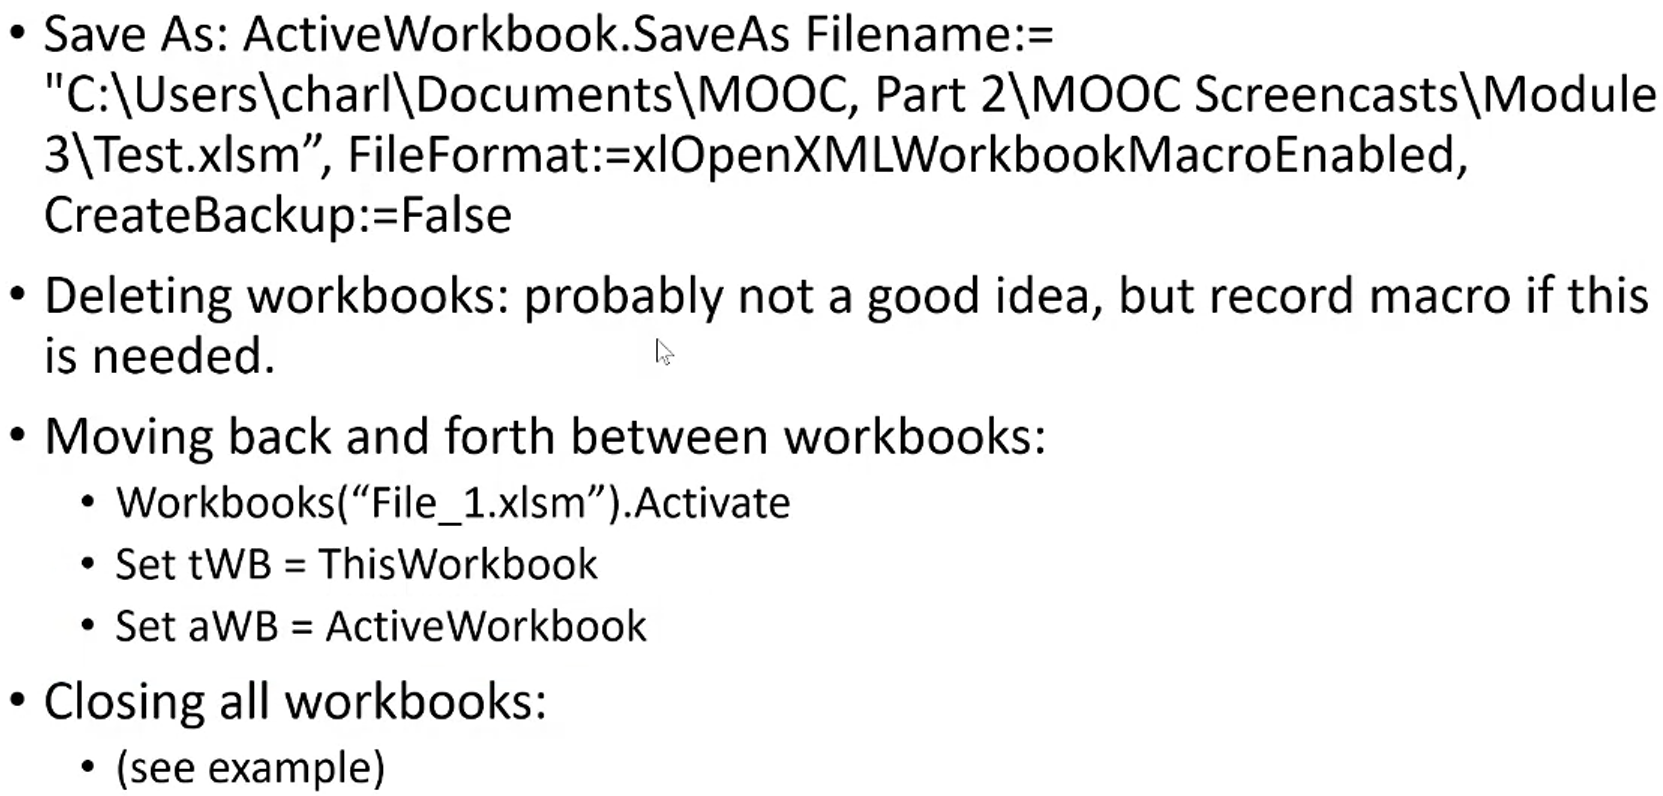 • Save As: ActiveWorkbook.SaveAs Filename:=
"C:\Users\charl\Documents\MOOC, Part 2\MOOC Screencasts\Module
3\Test.xlsm”, FileFormat:=xlOpenXMLWorkbookMacroEnabled,
CreateBackup:=False
• Deleting workbooks: probably not a good idea, but record macro if this
is needed.
• Moving back and forth between workbooks:
• Workbooks(“File_1.xlsm”).Activate
• Set tWB = ThisWorkbook
• Set aWB = ActiveWorkbook
• Closing all workbooks:
• (see example)